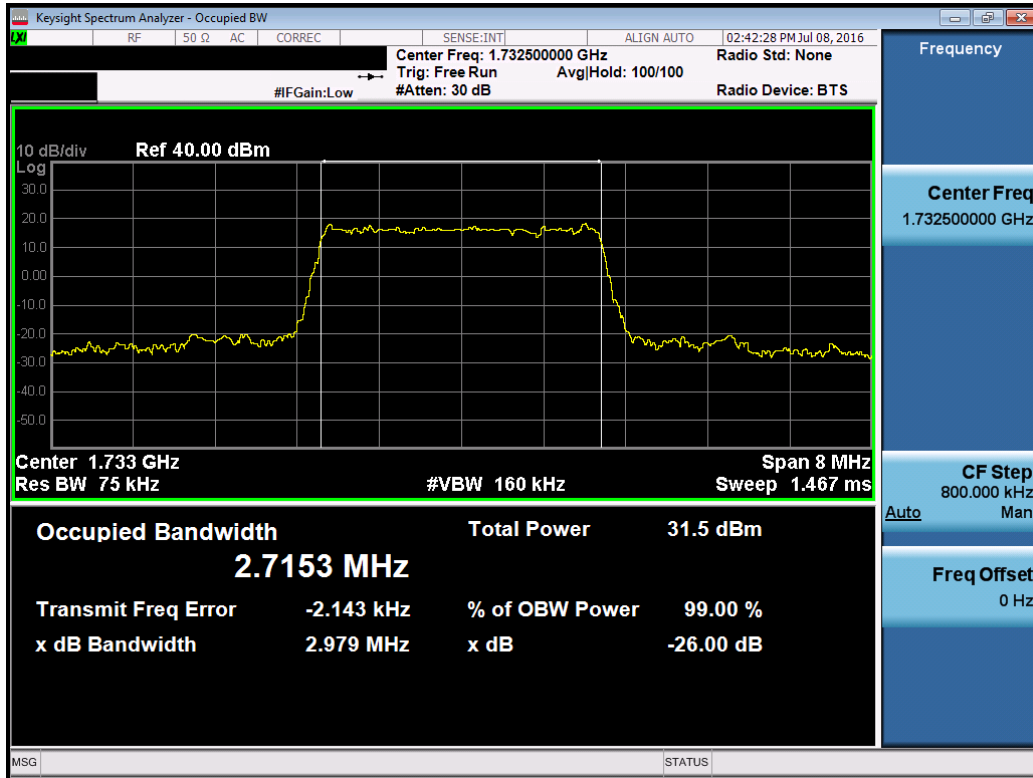 Keysight Spectrum Analyzer - Occupied BW
LXI RF 50 Ω AC CORREC SENSE:INT ALIGN AUTO 02:42:28 PM Jul 08, 2016
Center Freq: 1.732500000 GHz Radio Std: None
Trig: Free Run Avg|Hold: 100/100
#IFGain:Low #Atten: 30 dB Radio Device: BTS
10 dB/div Ref 40.00 dBm
Log
30.0
20.0
10.0
0.00
-10.0
-20.0
-30.0
-40.0
-50.0
Center 1.733 GHz Span 8 MHz
Res BW 75 kHz #VBW 160 kHz Sweep 1.467 ms
Occupied Bandwidth Total Power 31.5 dBm
2.7153 MHz
Transmit Freq Error -2.143 kHz % of OBW Power 99.00 %
x dB Bandwidth 2.979 MHz x dB -26.00 dB
Frequency
Center Freq
1.732500000 GHz
CF Step
800.000 kHz
Auto Man
Freq Offset
0 Hz
MSG STATUS